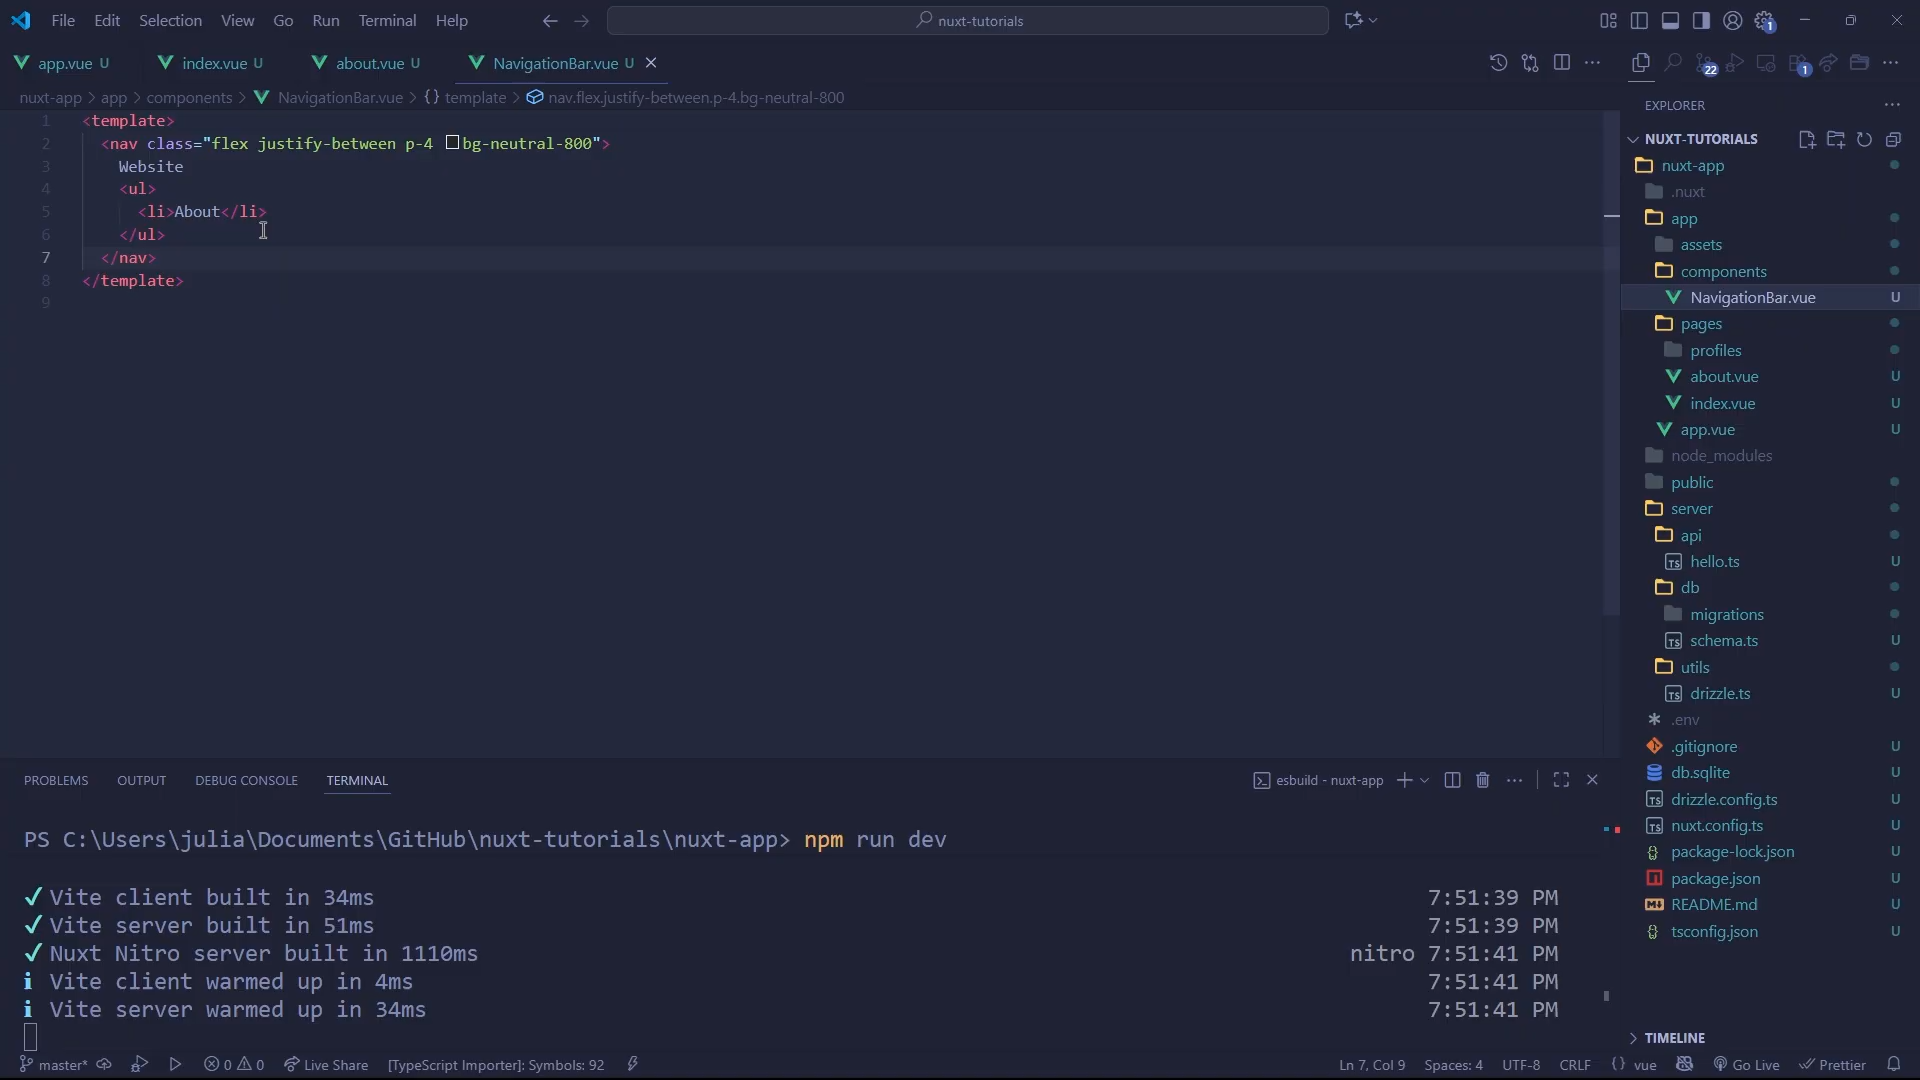 File Edit Selection View Go Run Terminal Help
nuxt-tutorials
1
app.vue U
index.vue U
about.vue U
NavigationBar.vue U
22
1
nuxt-app > app > components > NavigationBar.vue > {} template > nav.flex.justify-between.p-4.bg-neutral-800
1 <template>
2 <nav class="flex justify-between p-4 bg-neutral-800">
3 Website
4 <ul>
5 <li>About</li>
6 </ul>
7 </nav>
8 </template>
9
EXPLORER
NUXT-TUTORIALS
nuxt-app
.nuxt
app
assets
components
NavigationBar.vue U
pages
profiles
about.vue U
index.vue U
app.vue U
node_modules
public
server
api
TS hello.ts U
db
migrations
TS schema.ts U
utils
TS drizzle.ts U
.env
.gitignore U
db.sqlite U
TS drizzle.config.ts U
TS nuxt.config.ts U
{} package-lock.json U
package.json U
README.md U
{} tsconfig.json U
TIMELINE
PROBLEMS OUTPUT DEBUG CONSOLE TERMINAL
esbuild - nuxt-app
PS C:\Users\julia\Documents\GitHub\nuxt-tutorials\nuxt-app> npm run dev
✓ Vite client built in 34ms 7:51:39 PM
✓ Vite server built in 51ms 7:51:39 PM
✓ Nuxt Nitro server built in 1110ms nitro 7:51:41 PM
i Vite client warmed up in 4ms 7:51:41 PM
i Vite server warmed up in 34ms 7:51:41 PM
master* 0 0 Live Share [TypeScript Importer]: Symbols: 92
Ln 7, Col 9 Spaces: 4 UTF-8 CRLF {} vue Go Live Prettier